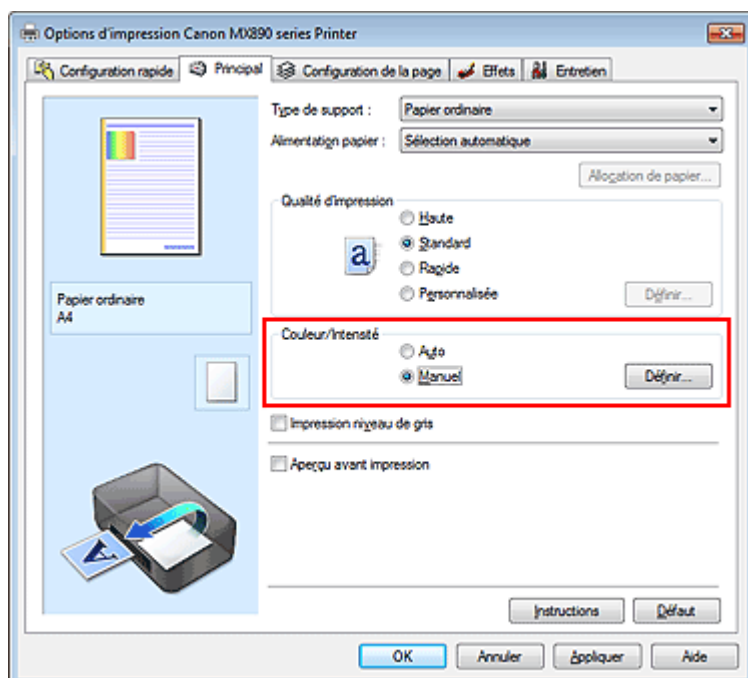 Options d'impression Canon MX890 series Printer
Configuration rapide Principal Configuration de la page Effets Entretien
Type de support : Papier ordinaire
Alimentation papier : Sélection automatique
Allocation de papier...
Qualité d'impression
Haute
a Standard
Rapide
Personnalisée Définir...
Papier ordinaire
A4
Couleur/Intensité
Auto
Manuel Définir...
Impression niveau de gris
Aperçu avant impression
A
Instructions Défaut
OK Annuler Appliquer Aide